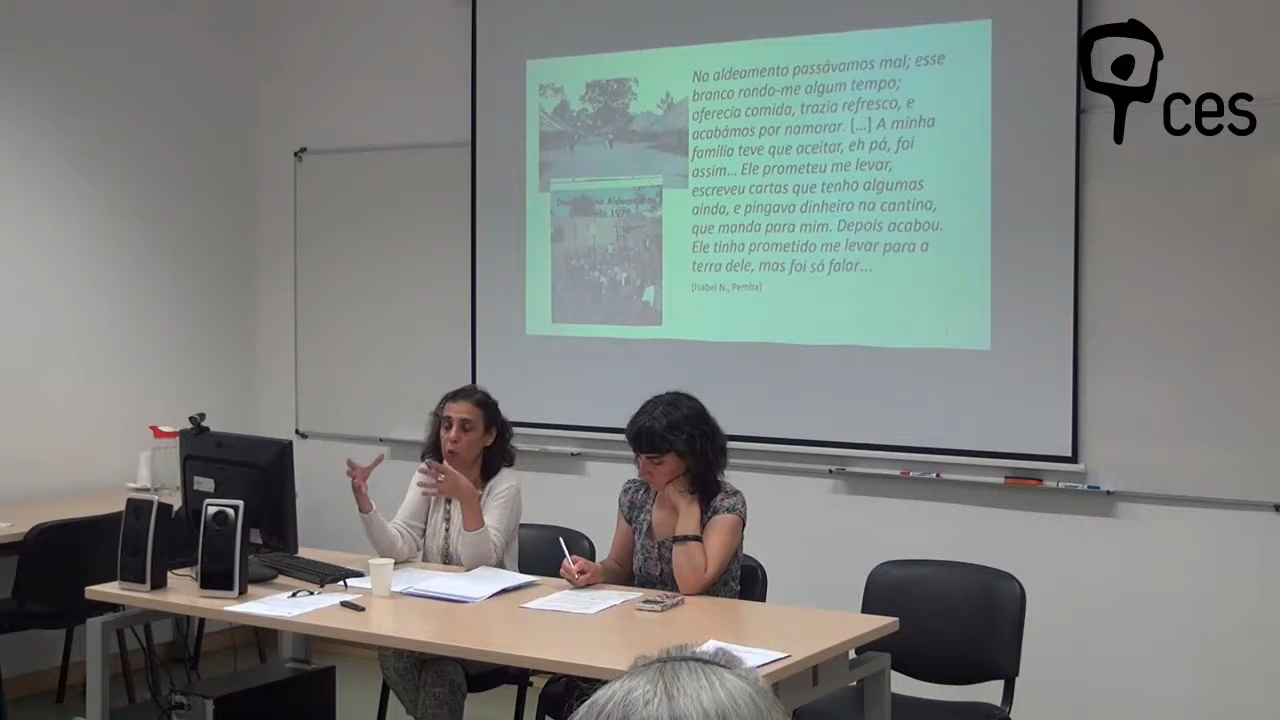 ces
No aldeamento passávamos mal; esse
branco rondo-me algum tempo;
oferecia comida, trazia refresco, e
acabámos por namorar. [...] A minha
família teve que aceitar, eh pá, foi
assim... Ele prometeu me levar,
escreveu cartas que tenho algumas
ainda, e pingava dinheiro na cantina,
que manda para mim. Depois acabou.
Ele tinha prometido me levar para a
terra dele, mas foi só falar...
(Isabel N., Pemba)
no Aldeamento